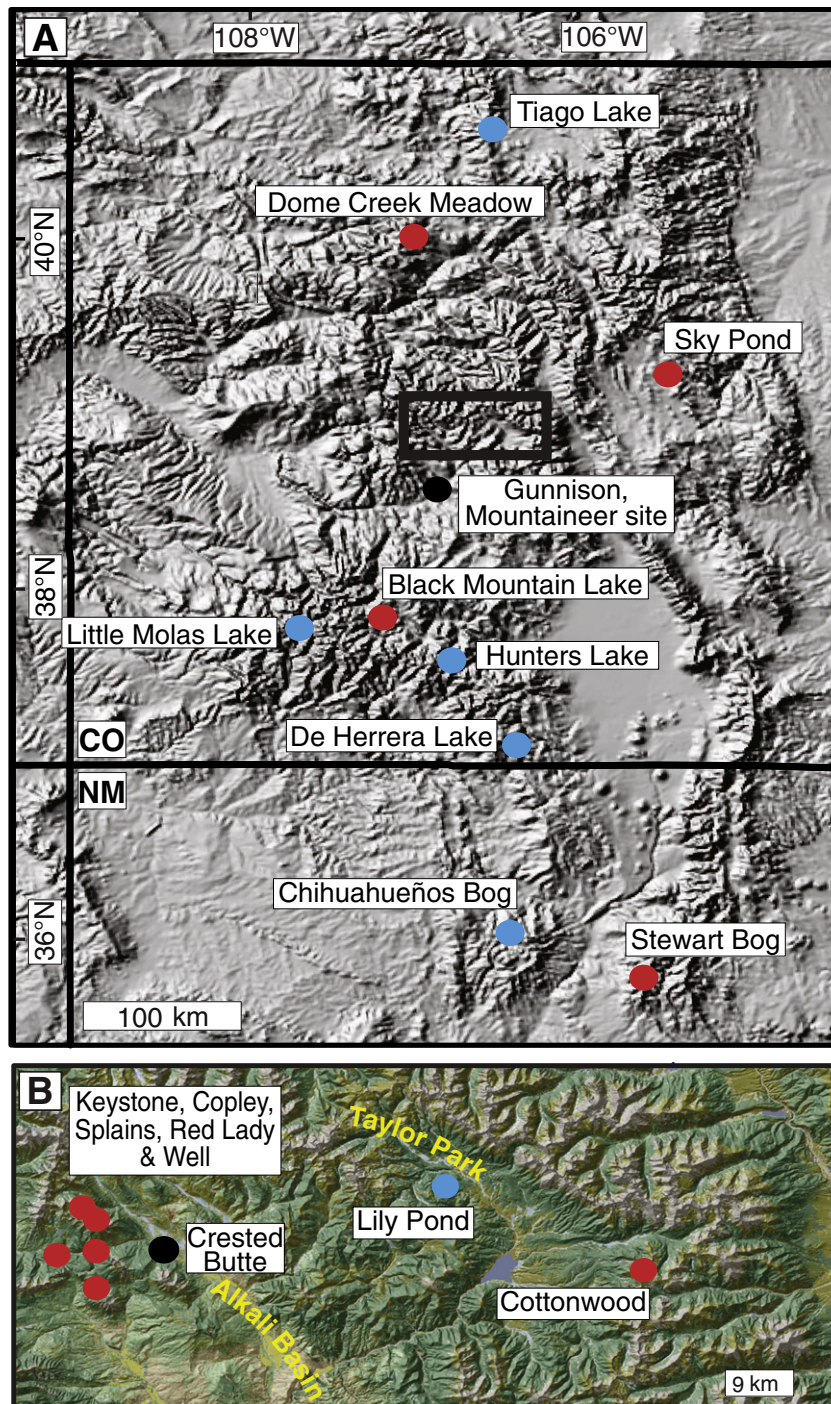 A
108°W
106°W
Tiago Lake
Dome Creek Meadow
40°N
Sky Pond
Gunnison,
Mountaineer site
38°N
Black Mountain Lake
Little Molas Lake
Hunters Lake
De Herrera Lake
CO
NM
Chihuahueños Bog
36°N
Stewart Bog
100 km
B
Keystone, Copley,
Splains, Red Lady
& Well
Taylor Park
Lily Pond
Crested
Butte
Cottonwood
Alkali Basin
9 km